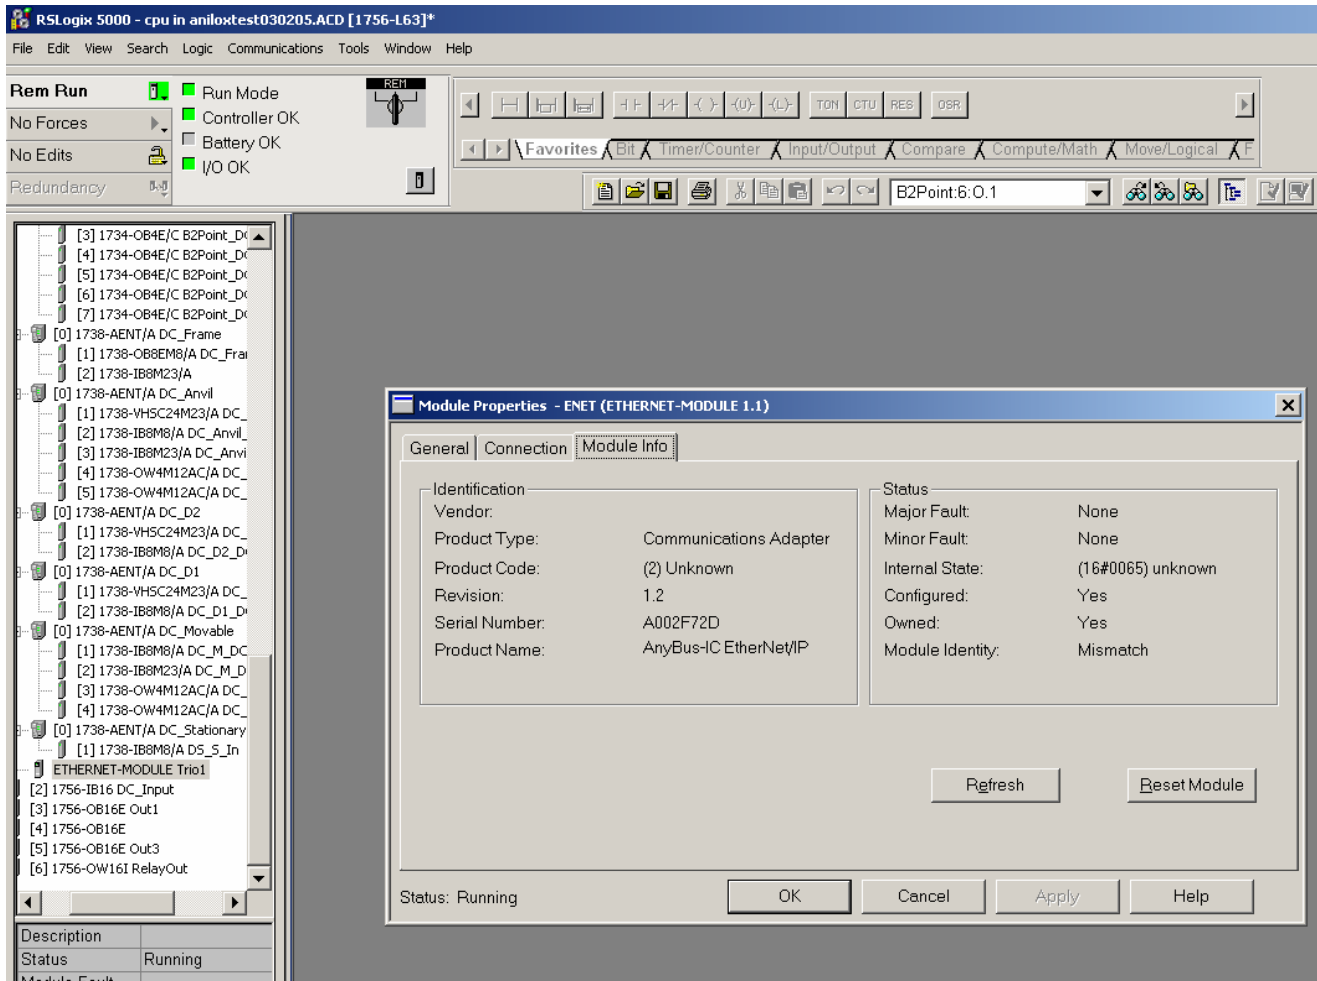 RSLogix 5000 - cpu in aniloxtest030205.ACD [1756-L63]*
File Edit View Search Logic Communications Tools Window Help
Rem Run
No Forces
No Edits
Redundancy
Run Mode
Controller OK
Battery OK
I/O OK
REM
TON CTU RES OSR
Favorites Bit Timer/Counter Input/Output Compare Compute/Math Move/Logical F
B2Point:6:O.1
[3] 1734-OB4E/C B2Point_D
[4] 1734-OB4E/C B2Point_D
[5] 1734-OB4E/C B2Point_D
[6] 1734-OB4E/C B2Point_D
[7] 1734-OB4E/C B2Point_D
[0] 1738-AENT/A DC_Frame
[1] 1738-OB8EM8/A DC_Frai
[2] 1738-IB8M23/A
[0] 1738-AENT/A DC_Anvil
[1] 1738-VHSC24M23/A DC_
[2] 1738-IB8M8/A DC_Anvil_
[3] 1738-IB8M23/A DC_Anvi
[4] 1738-OW4M12AC/A DC_
[5] 1738-OW4M12AC/A DC_
[0] 1738-AENT/A DC_D2
[1] 1738-VHSC24M23/A DC_
[2] 1738-IB8M8/A DC_D2_D
[0] 1738-AENT/A DC_D1
[1] 1738-VHSC24M23/A DC_
[2] 1738-IB8M8/A DC_D1_D
[0] 1738-AENT/A DC_Movable
[1] 1738-IB8M8/A DC_M_DC
[2] 1738-IB8M23/A DC_M_D
[3] 1738-OW4M12AC/A DC_
[4] 1738-OW4M12AC/A DC_
[0] 1738-AENT/A DC_Stationary
[1] 1738-IB8M8/A DS_S_In
ETHERNET-MODULE Trio1
[2] 1756-IB16 DC_Input
[3] 1756-OB16E Out1
[4] 1756-OB16E
[5] 1756-OB16E Out3
[6] 1756-OW16I RelayOut
Description
Status Running
Module Fault
Module Properties - ENET (ETHERNET-MODULE 1.1)
General Connection Module Info
Identification
Vendor:
Product Type: Communications Adapter
Product Code: (2) Unknown
Revision: 1.2
Serial Number: A002F72D
Product Name: AnyBus-IC EtherNet/IP
Status
Major Fault: None
Minor Fault: None
Internal State: (16#0065) unknown
Configured: Yes
Owned: Yes
Module Identity: Mismatch
Refresh Reset Module
Status: Running
OK Cancel Apply Help